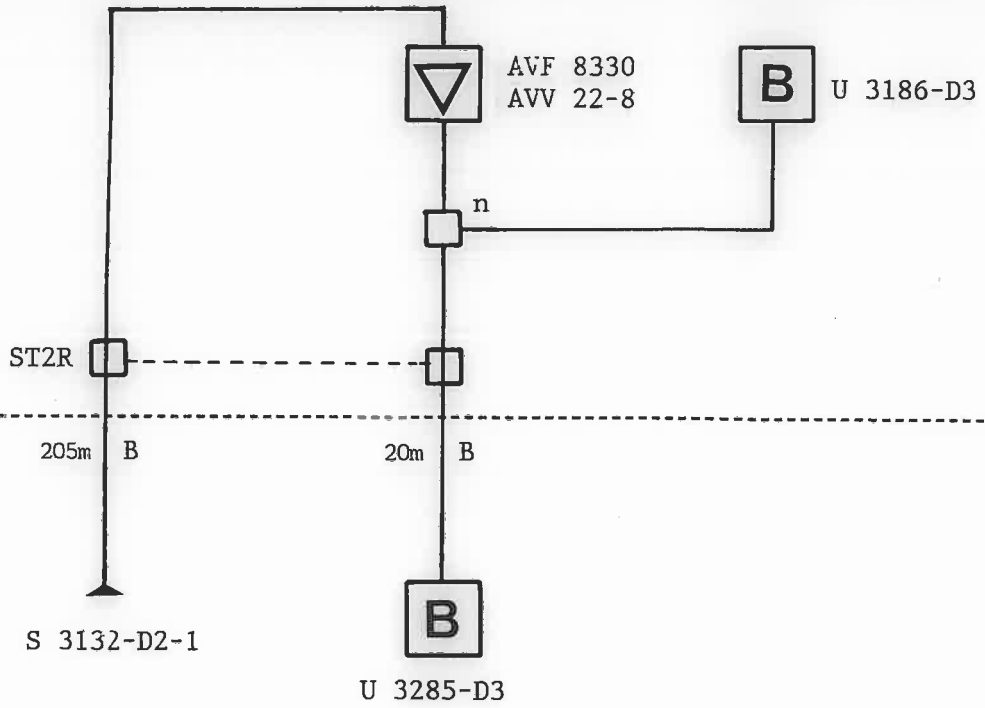 AVF 8330
AVV 22-8
B
U 3186-D3
n
ST2R
205m B
20m B
S 3132-D2-1
B
U 3285-D3